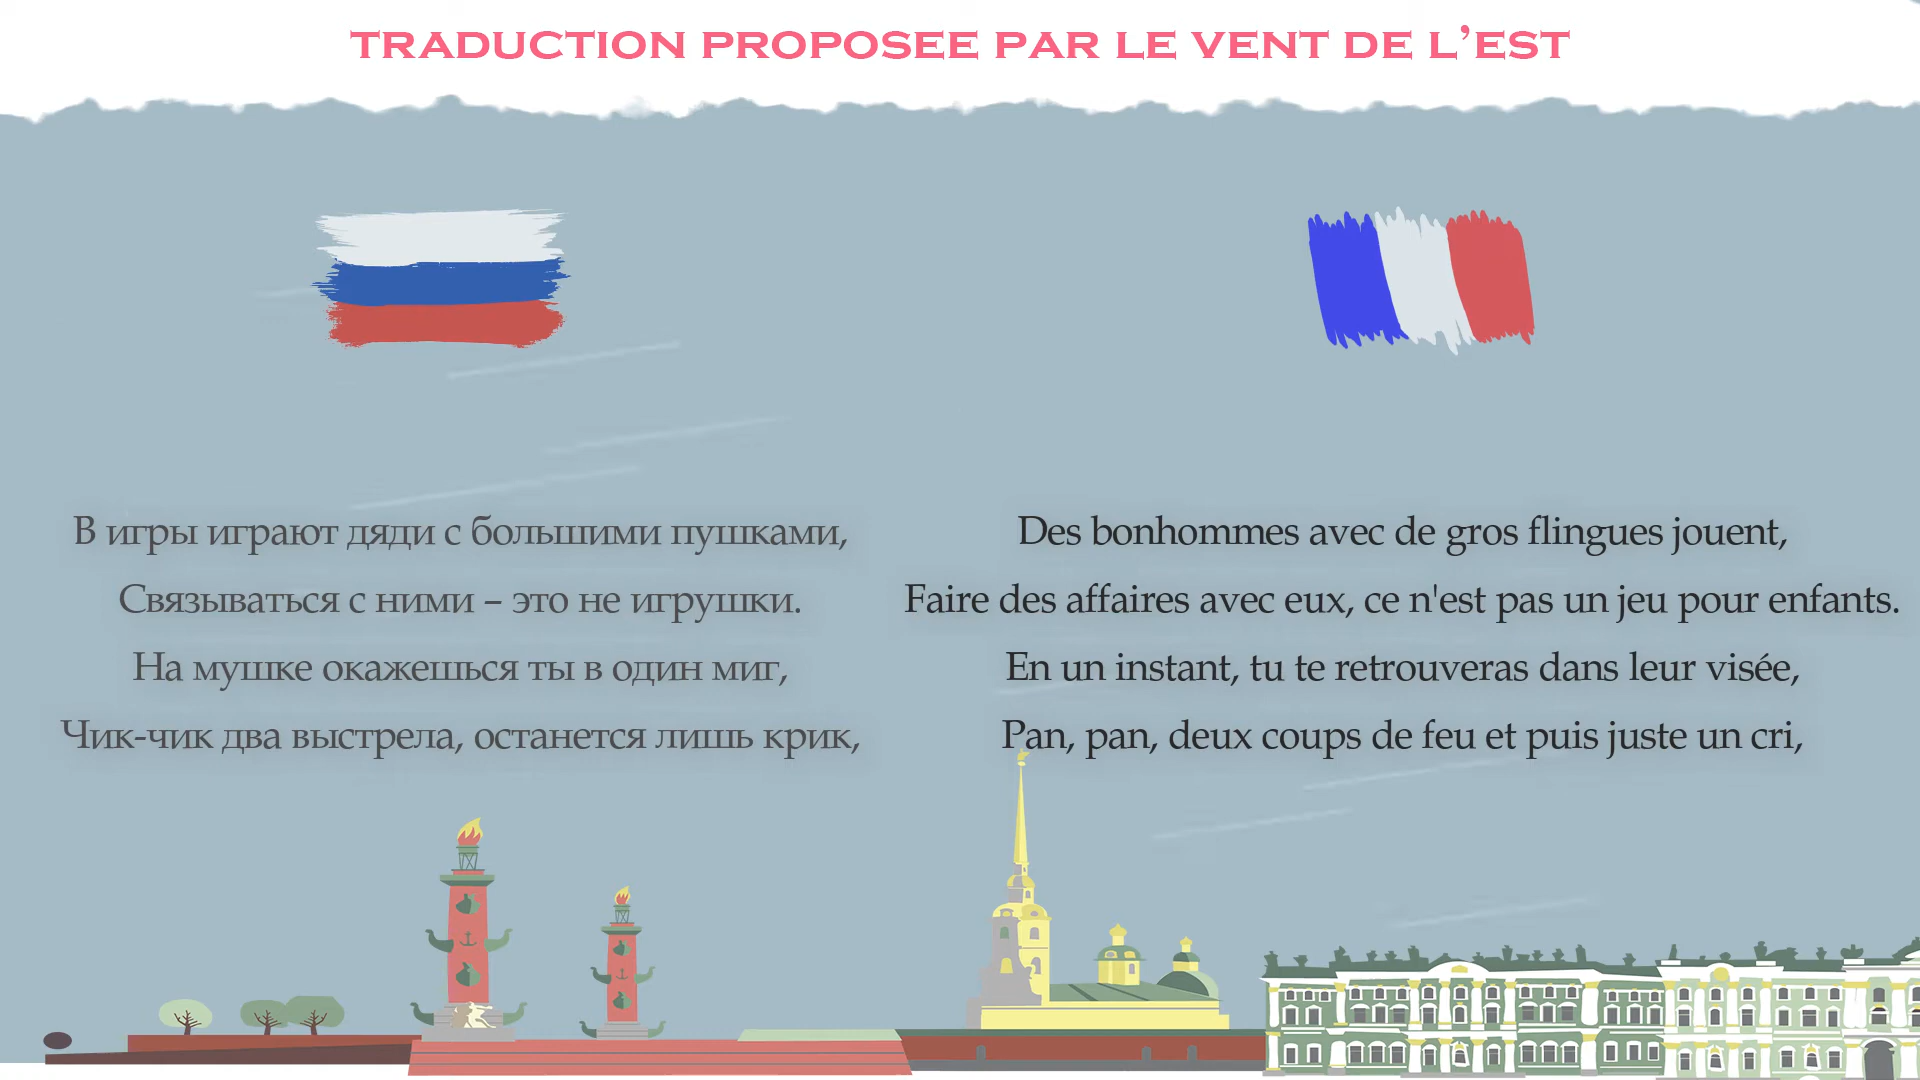 TRADUCTION PROPOSEE PAR LE VENT DE L’EST
В игры играют дяди с большими пушками,
Связываться с ними – это не игрушки.
На мушке окажешься ты в один миг,
Чик-чик два выстрела, останется лишь крик,
Des bonhommes avec de gros flingues jouent,
Faire des affaires avec eux, ce n'est pas un jeu pour enfants.
En un instant, tu te retrouveras dans leur visée,
Pan, pan, deux coups de feu et puis juste un cri,